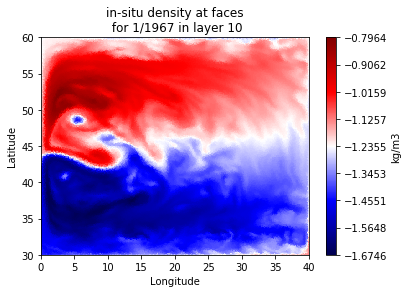 in-situ density at faces
for 1/1967 in layer 10
60
55
50
45
40
35
30
Latitude
0 5 10 15 20 25 30 35 40
Longitude
−0.7964
−0.9062
−1.0159
−1.1257
−1.2355
−1.3453
−1.4551
−1.5648
−1.6746
kg/m3